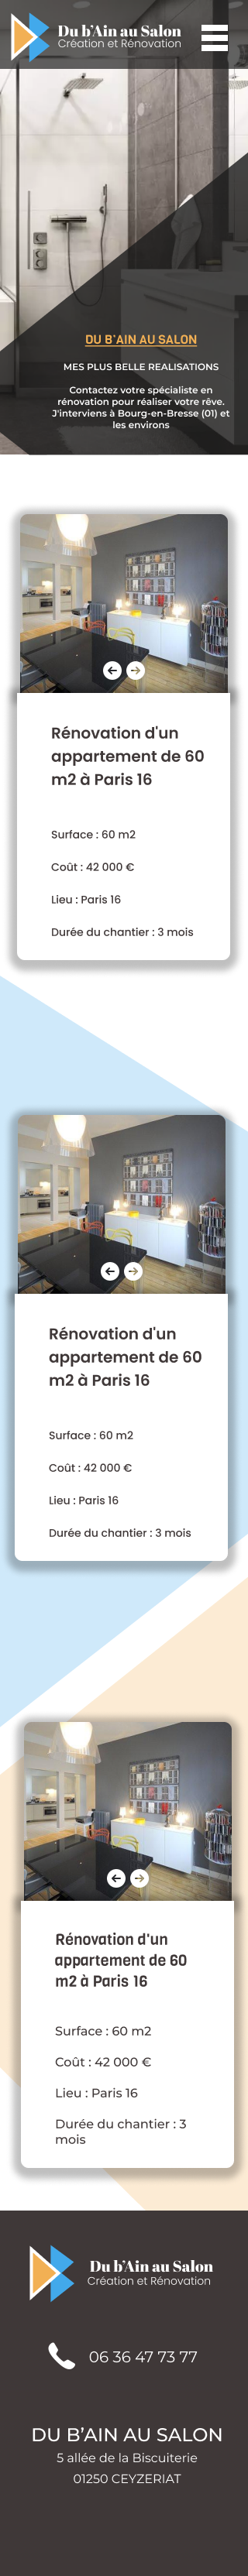 Du b'Ain au Salon
Création et Rénovation
DU B'AIN AU SALON
MES PLUS BELLE REALISATIONS
Contactez votre spécialiste en
rénovation pour réaliser votre rêve.
J'interviens à Bourg-en-Bresse (01) et
les environs
Rénovation d'un
appartement de 60
m2 à Paris 16
Surface : 60 m2
Coût : 42 000 €
Lieu : Paris 16
Durée du chantier : 3 mois
Rénovation d'un
appartement de 60
m2 à Paris 16
Surface : 60 m2
Coût : 42 000 €
Lieu : Paris 16
Durée du chantier : 3 mois
Rénovation d'un
appartement de 60
m2 à Paris 16
Surface : 60 m2
Coût : 42 000 €
Lieu : Paris 16
Durée du chantier : 3
mois
Du b'Ain au Salon
Création et Rénovation
06 36 47 73 77
DU B'AIN AU SALON
5 allée de la Biscuiterie
01250 CEYZERIAT